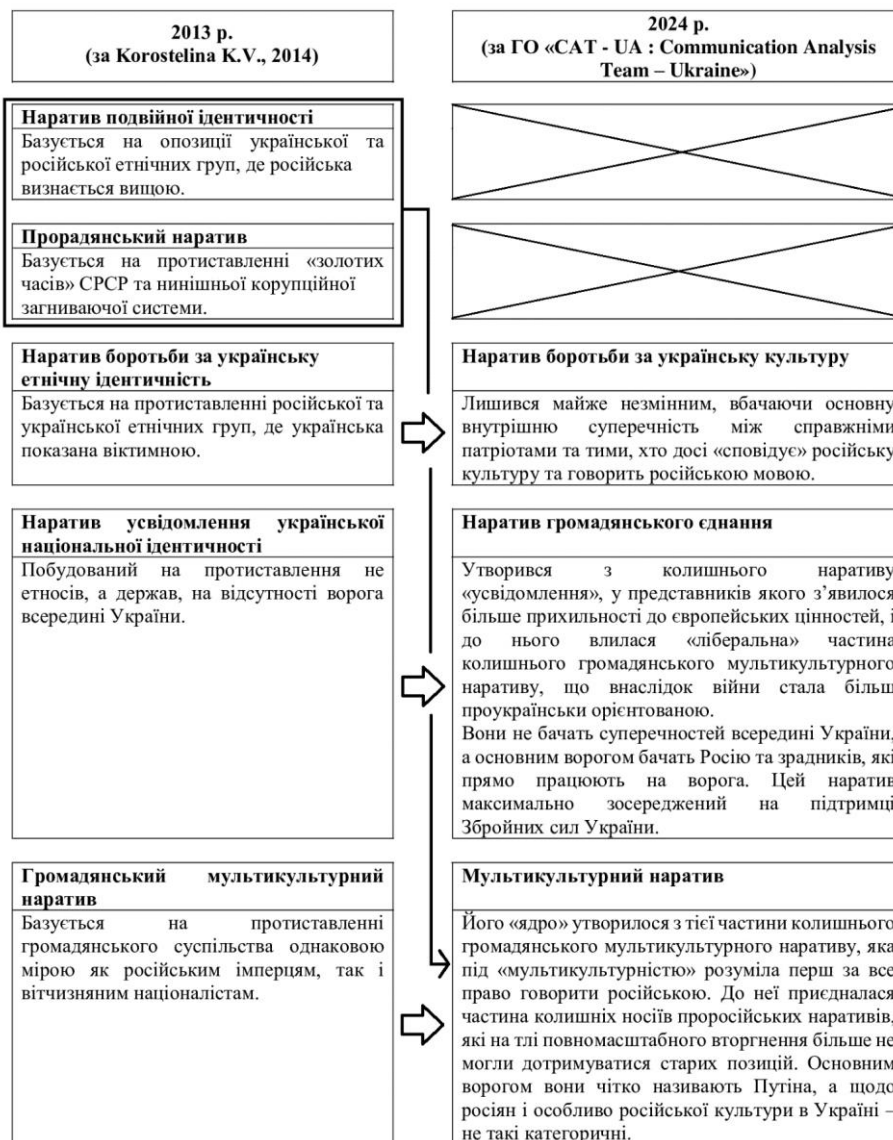 2013 р.
(за Korostelina K.V., 2014)
2024 р.
(за ГО «CAT - UA : Communication Analysis
Team – Ukraine»)
Наратив подвійної ідентичності
Базується на опозиції української та
російської етнічних груп, де російська
визнається вищою.
Прорадянський наратив
Базується на протиставленні «золотих
часів» СРСР та нинішньої корупційної
загниваючої системи.
Наратив боротьби за українську
етнічну ідентичність
Базується на протиставленні російської та
української етнічних груп, де українська
показана віктимною.
Наратив боротьби за українську культуру
Лишився майже незмінним, вбачаючи основну
внутрішню суперечність між справжніми
патріотами та тими, хто досі «сповідує» російську
культуру та говорить російською мовою.
Наратив усвідомлення української
національної ідентичності
Побудований на протиставлення не
етносів, а держав, на відсутності ворога
всередині України.
Наратив громадянського єднання
Утворився з колишнього наративу
«усвідомлення», у представників якого з’явилося
більше прихильності до європейських цінностей, і
до нього влилася «ліберальна» частина
колишнього громадянського мультикультурного
наративу, що внаслідок війни стала більш
проукраїнськи орієнтованою.
Вони не бачать суперечностей всередині України,
а основним ворогом бачать Росію та зрадників, які
прямо працюють на ворога. Цей наратив
максимально зосереджений на підтримці
Збройних сил України.
Громадянський мультикультурний
наратив
Базується на протиставленні
громадянського суспільства однаковою
мірою як російським імперцям, так і
вітчизняним націоналістам.
Мультикультурний наратив
Його «ядро» утворилося з тієї частини колишнього
громадянського мультикультурного наративу, яка
під «мультикультурністю» розуміла перш за все
право говорити російською. До неї приєдналася
частина колишніх носіїв проросійських наративів,
які на тлі повномасштабного вторгнення більше не
могли дотримуватися старих позицій. Основним
ворогом вони чітко називають Путіна, а щодо
росіян і особливо російської культури в Україні –
не такі категоричні.